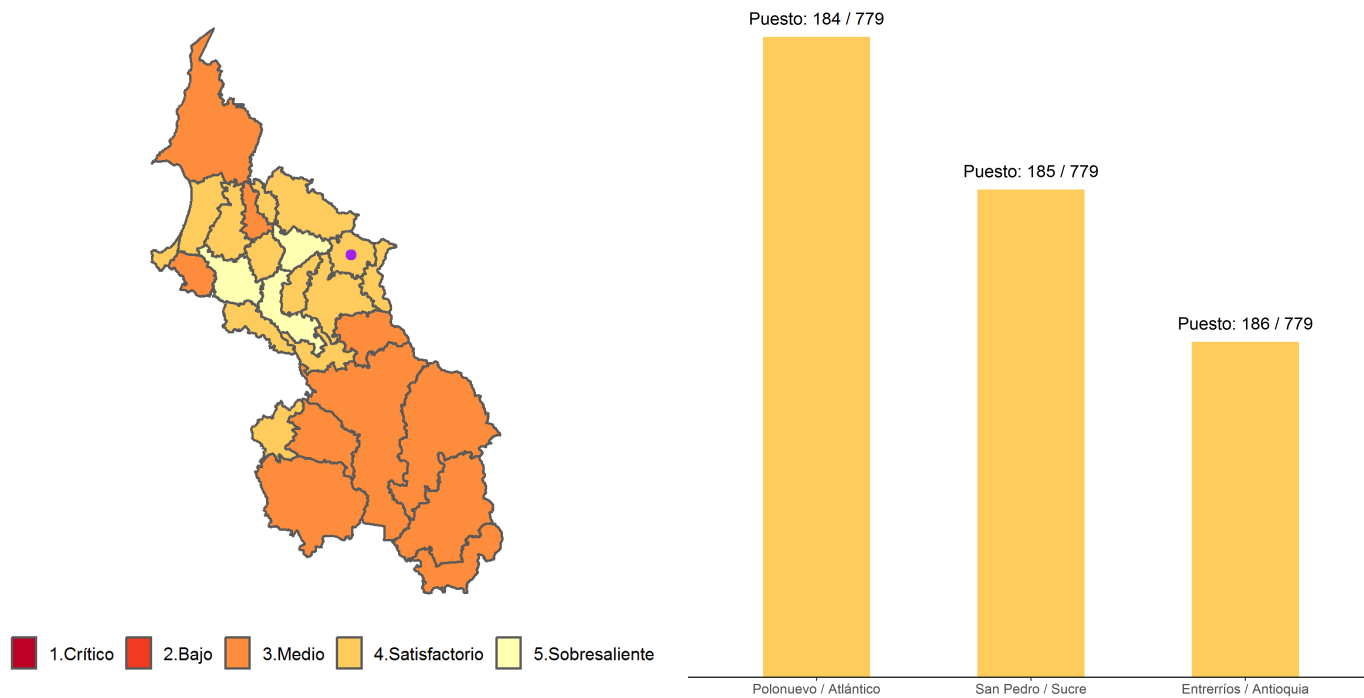 Puesto: 184 / 779
Puesto: 185 / 779
Puesto: 186 / 779
1.Crítico
2.Bajo
3.Medio
4.Satisfactorio
5.Sobresaliente
Polonuevo / Atlántico
San Pedro / Sucre
Entrerríos / Antioquia